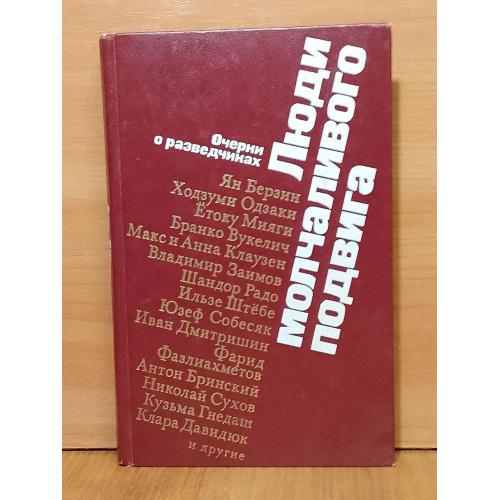 Очерки
о разведчиках
Люди
молчаливого
подвига
Ян Берзин
Ходзуми Одзаки
Ётоку Мияги
Бранко Вукелич
Макс и Анна Клаузен
Владимир Заимов
Шандор Радо
Ильзе Штёбе
Юзеф Собесяк
Иван Дмитришин
Фарид
Фазлиахметов
Антон Бринский
Николай Сухов
Кузьма Гнедаш
Клара Давидюк
и другие